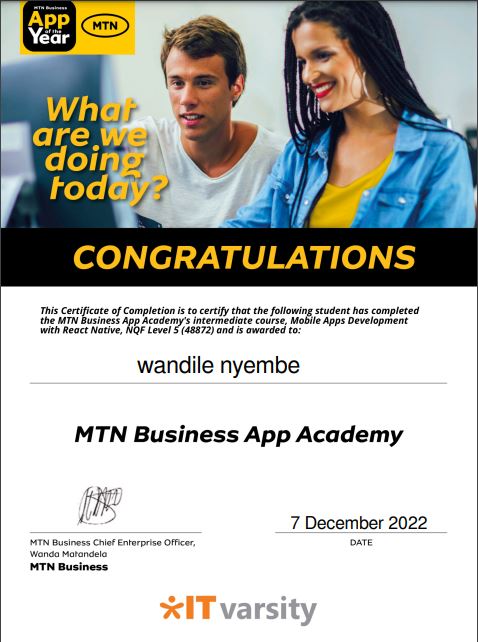 MTN Business
App
of the
Year
MTN
What
are we
doing
today?
CONGRATULATIONS
This Certificate of Completion is to certify that the following student has completed
the MTN Business App Academy's intermediate course, Mobile Apps Development
with React Native, NQF Level 5 (48872) and is awarded to:
wandile nyembe
MTN Business App Academy
7 December 2022
MTN Business Chief Enterprise Officer,
Wanda Matandela
MTN Business
DATE
ITvarsity